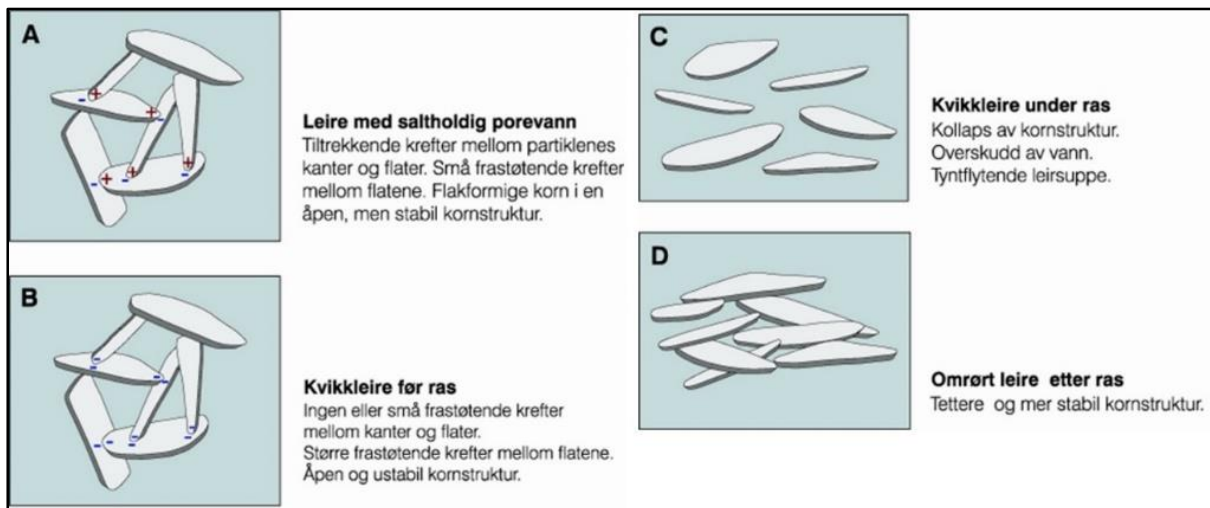 A
Leire med saltholdig porevann
Tiltrekkende krefter mellom partiklenes
kanter og flater. Små frastøtende krefter
mellom flatene. Flakformige korn i en
åpen, men stabil kornstruktur.
B
Kvikkleire før ras
Ingen eller små frastøtende krefter
mellom kanter og flater.
Større frastøtende krefter mellom flatene.
Åpen og ustabil kornstruktur.
C
Kvikkleire under ras
Kollaps av kornstruktur.
Overskudd av vann.
Tyntflytende leirsuppe.
D
Omrørt leire etter ras
Tettere og mer stabil kornstruktur.